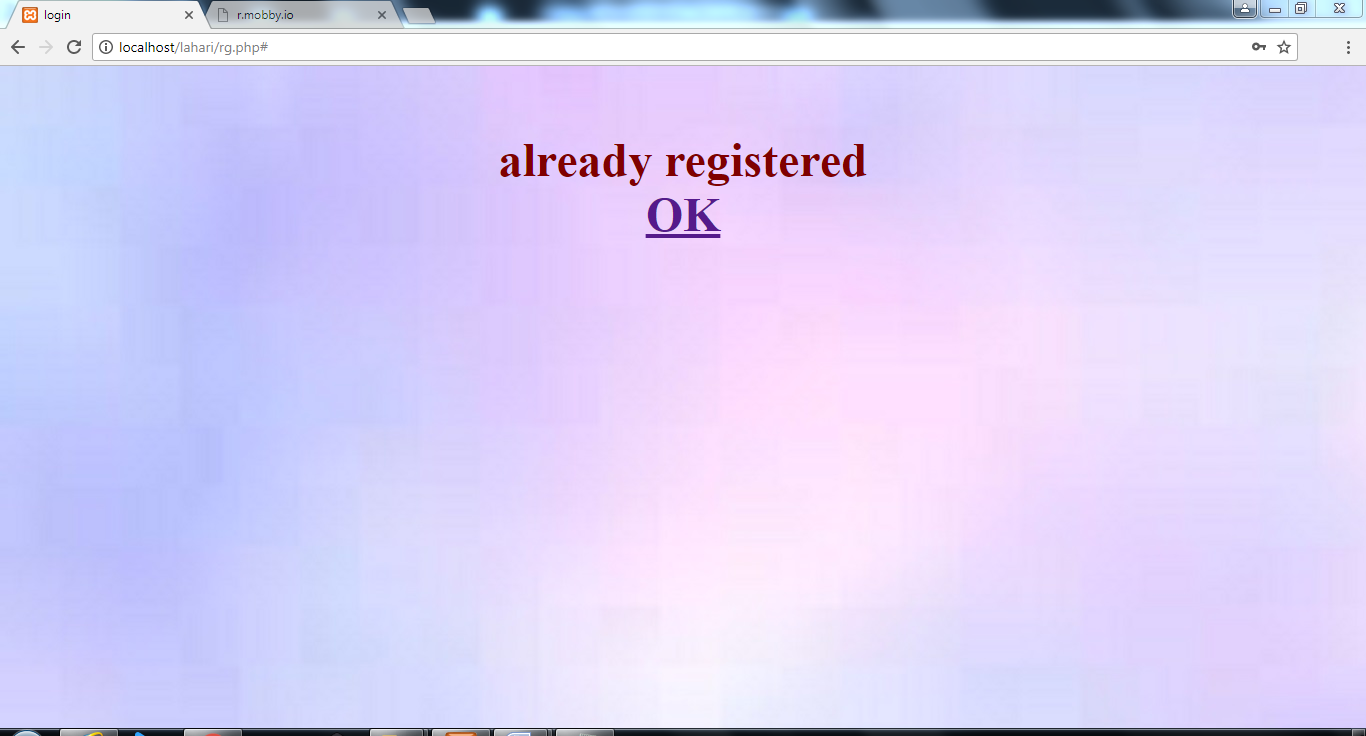 login
r.mobby.io
localhost/lahari/rg.php#
already registered
OK